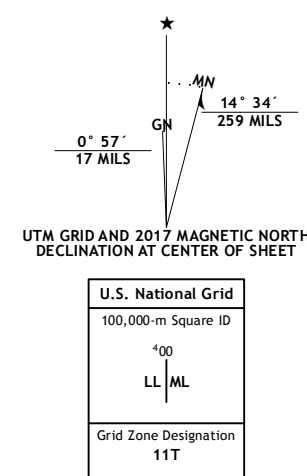 ★
MN
GN
14° 34´
259 MILS
0° 57´
17 MILS
UTM GRID AND 2017 MAGNETIC NORTH
DECLINATION AT CENTER OF SHEET
U.S. National Grid
100,000-m Square ID
⁴00
LL ML
Grid Zone Designation
11T